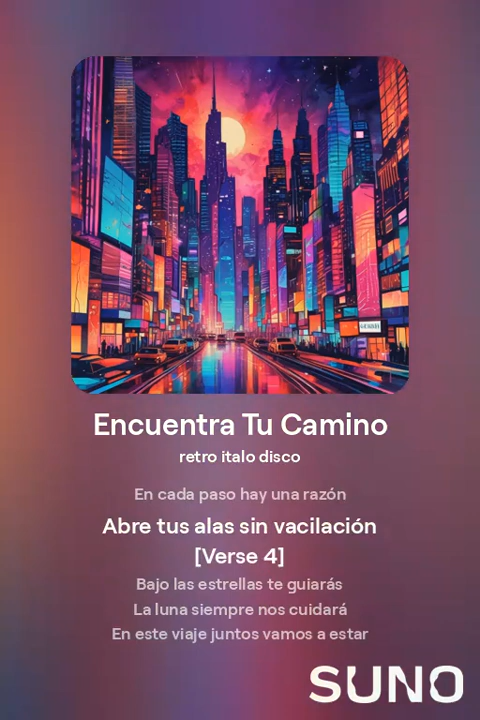 Encuentra Tu Camino
retro italo disco
En cada paso hay una razón
Abre tus alas sin vacilación
[Verse 4]
Bajo las estrellas te guiarás
La luna siempre nos cuidará
En este viaje juntos vamos a estar
SUNO